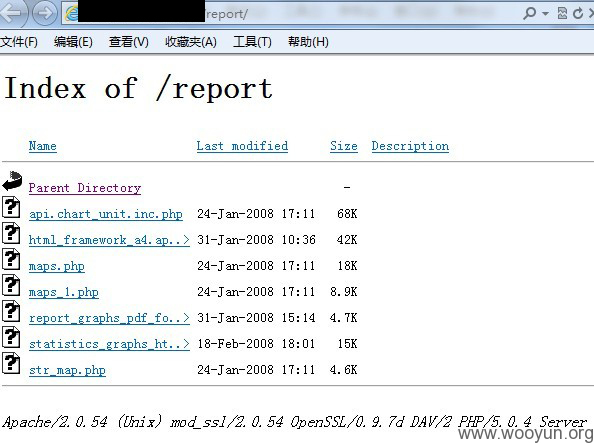 /report/
文件(F) 编辑(E) 查看(V) 收藏夹(A) 工具(T) 帮助(H)
Index of /report
Name Last modified Size Description
Parent Directory -
api.chart_unit.inc.php 24-Jan-2008 17:11 68K
html_framework_a4.ap..> 31-Jan-2008 10:36 42K
maps.php 24-Jan-2008 17:11 18K
maps_1.php 24-Jan-2008 17:11 8.9K
report_graphs_pdf_fo..> 31-Jan-2008 15:14 4.7K
statistics_graphs_ht..> 18-Feb-2008 18:01 15K
str_map.php 24-Jan-2008 17:11 4.6K
Apache/2.0.54 (Unix) mod_ssl/2.0.54 OpenSSL/0.9.7d DAV/2 PHP/5.0.4 Server
www.wooyun.org